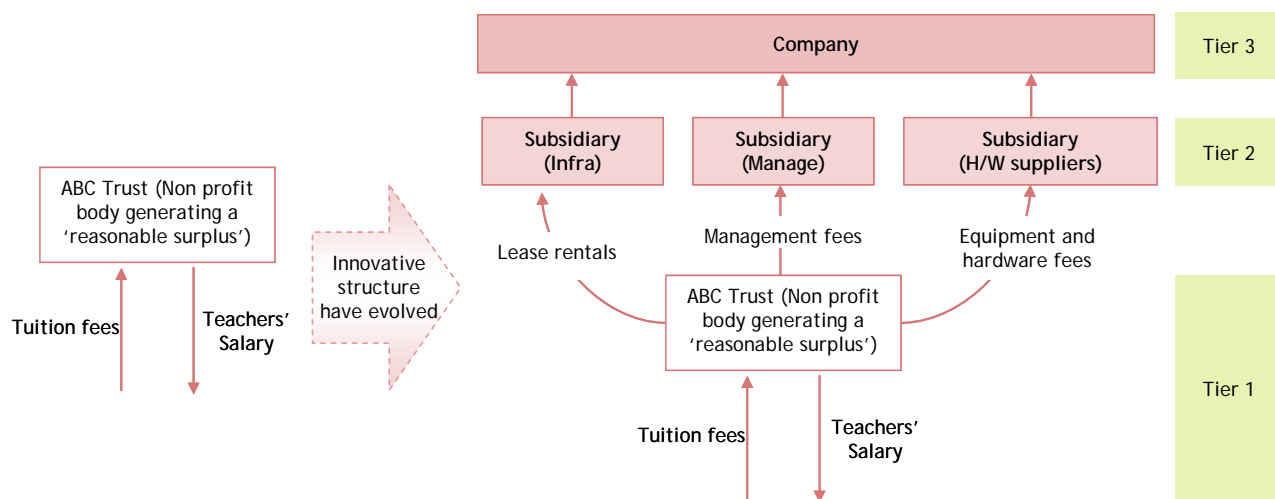 ABC Trust (Non profit
body generating a
‘reasonable surplus’)
Tuition fees
Teachers’
Salary
Innovative
structure
have evolved
Company
Tier 3
Subsidiary
(Infra)
Subsidiary
(Manage)
Subsidiary
(H/W suppliers)
Tier 2
Lease rentals
Management fees
Equipment and
hardware fees
ABC Trust (Non profit
body generating a
‘reasonable surplus’)
Tier 1
Tuition fees
Teachers’
Salary